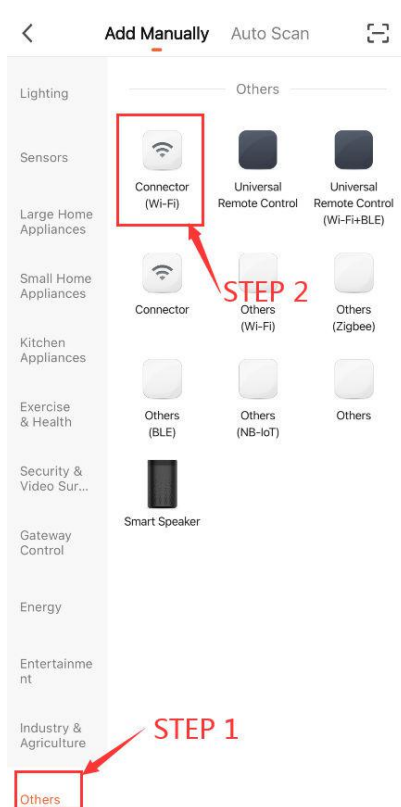 Add Manually Auto Scan
Lighting
Sensors
Large Home
Appliances
Small Home
Appliances
Kitchen
Appliances
Exercise
& Health
Security &
Video Sur...
Gateway
Control
Energy
Entertainme
nt
Industry &
Agriculture
Others
Others
Connector
(Wi-Fi)
Universal
Remote Control
Universal
Remote Control
(Wi-Fi+BLE)
STEP 2
Connector
Others
(Wi-Fi)
Others
(Zigbee)
Others
(BLE)
Others
(NB-IoT)
Others
Smart Speaker
STEP 1